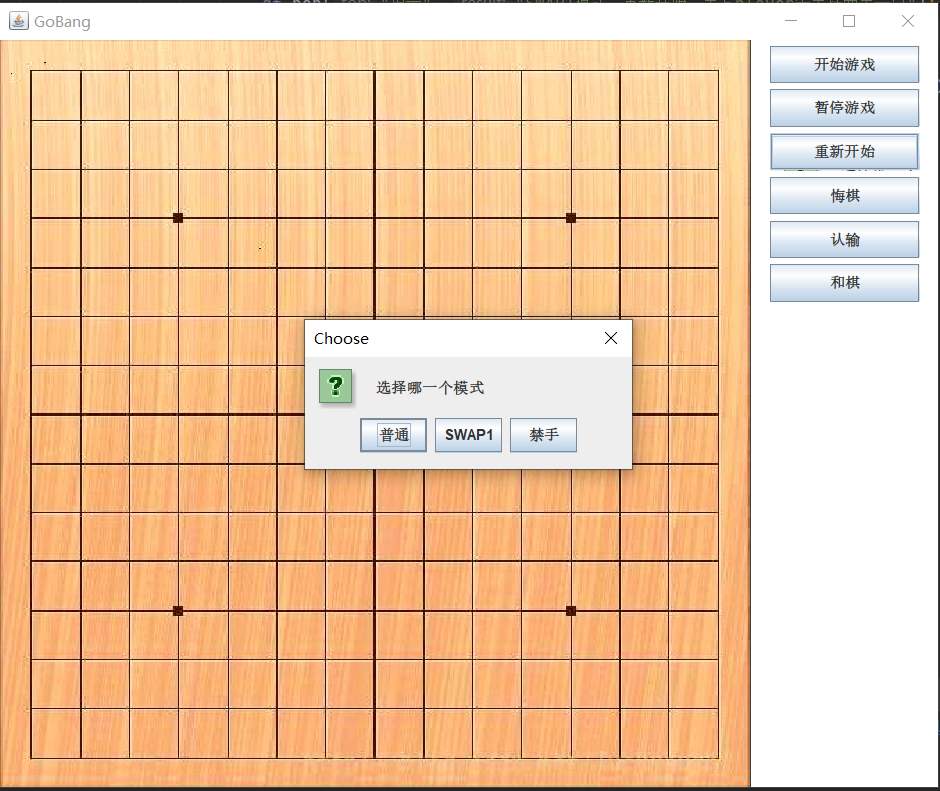 GoBang
开始游戏
暂停游戏
重新开始
悔棋
认输
和棋
Choose
选择哪一个模式
普通
SWAP1
禁手